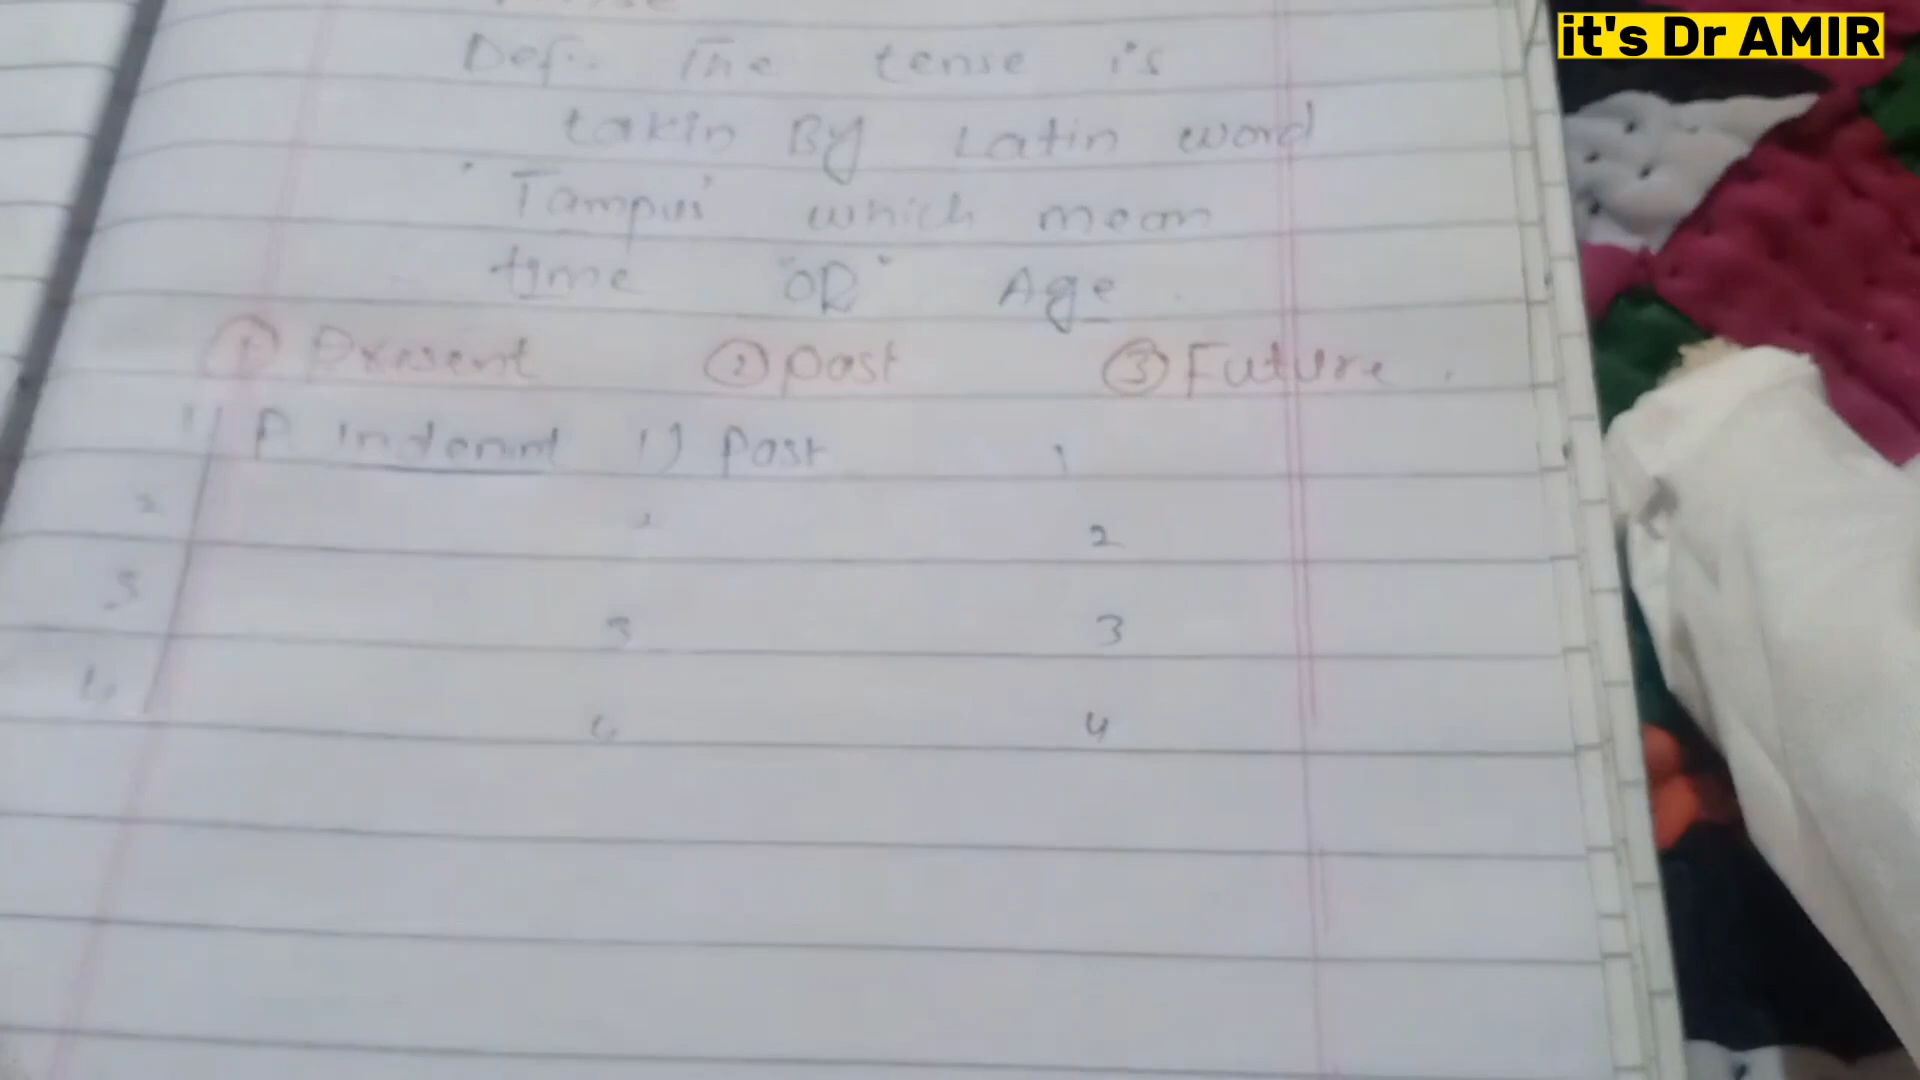 it's Dr AMIR
Def:- The tense is
takin By Latin word
'Tampus' which mean
time "OR" Age.
① Present ② Past ③ Future.
1) P 1) Past 1
2 2 2
3 3 3
4 4 4